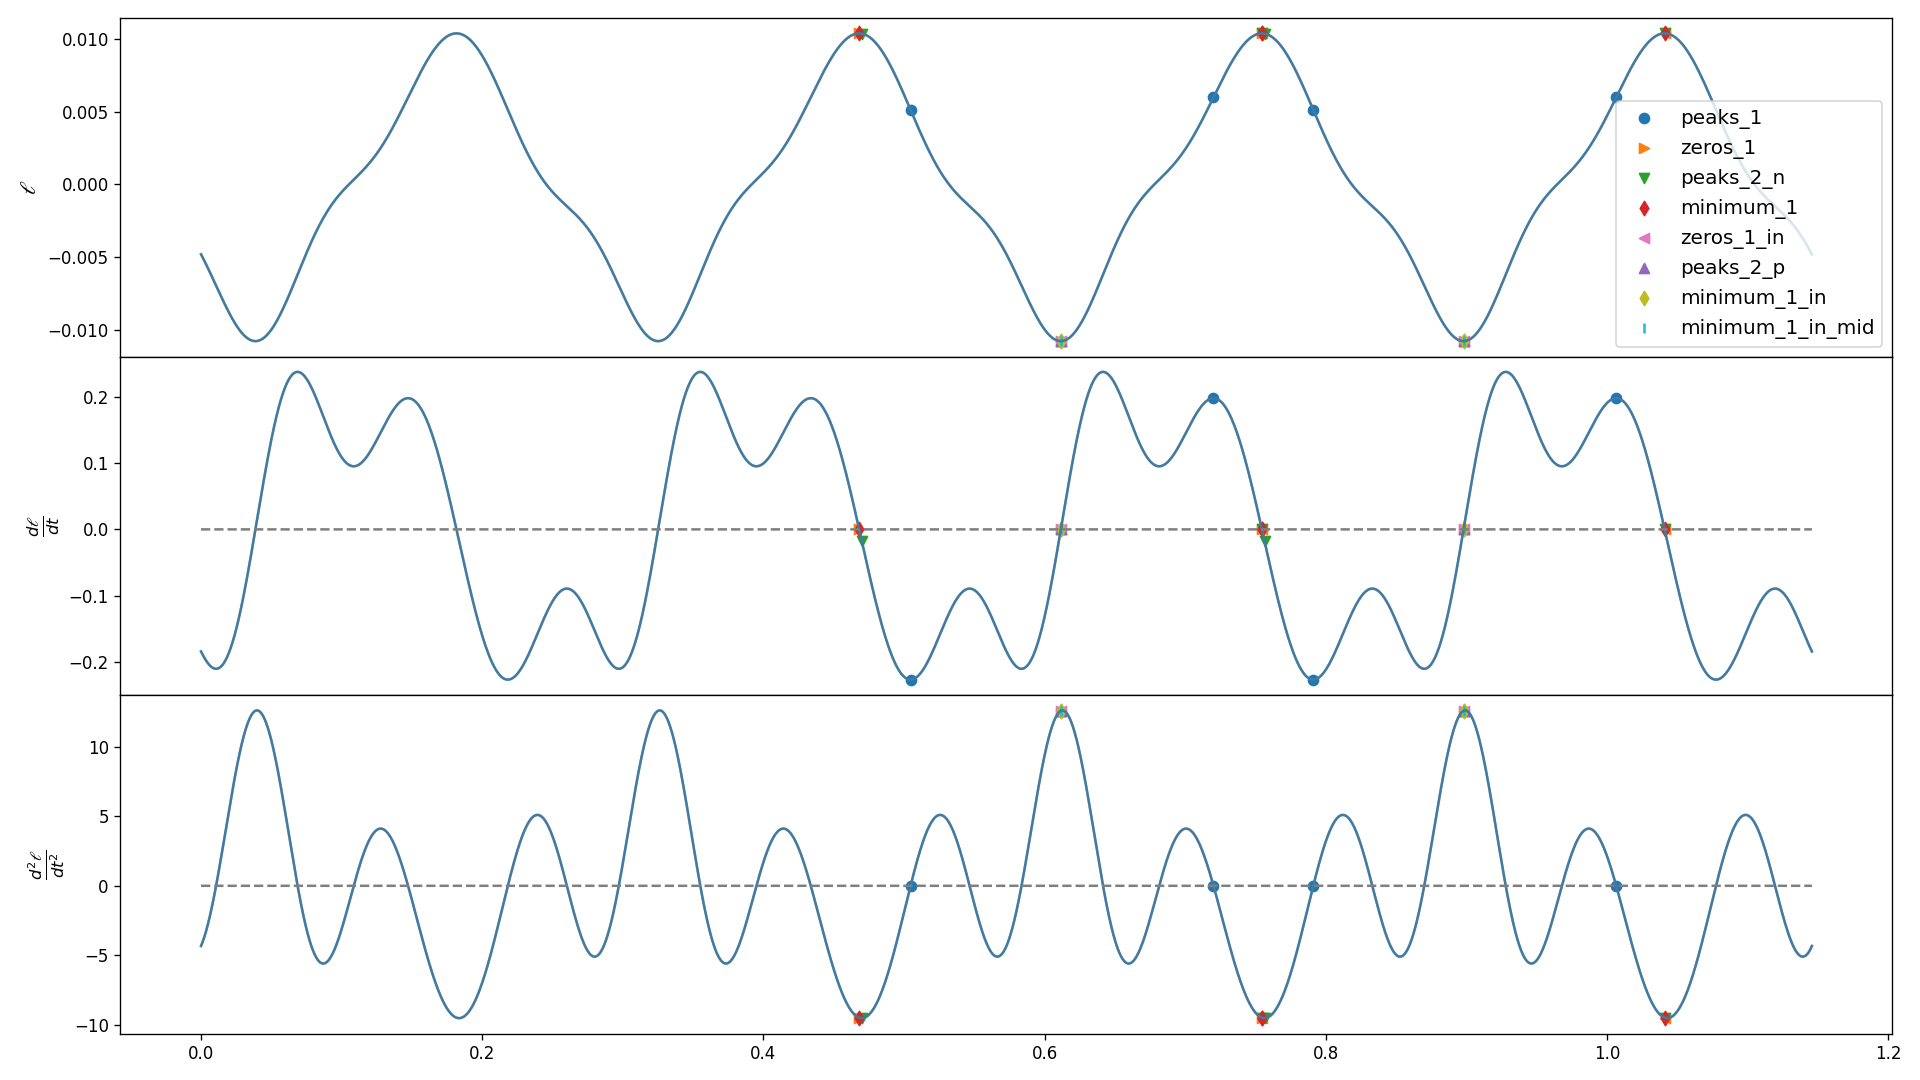 0.010
0.005
0.000
−0.005
−0.010
ℓ
peaks_1
zeros_1
peaks_2_n
minimum_1
zeros_1_in
peaks_2_p
minimum_1_in
minimum_1_in_mid
0.2
0.1
0.0
−0.1
−0.2
dℓ
dt
10
5
0
−5
−10
d²ℓ
dt²
0.0 0.2 0.4 0.6 0.8 1.0 1.2